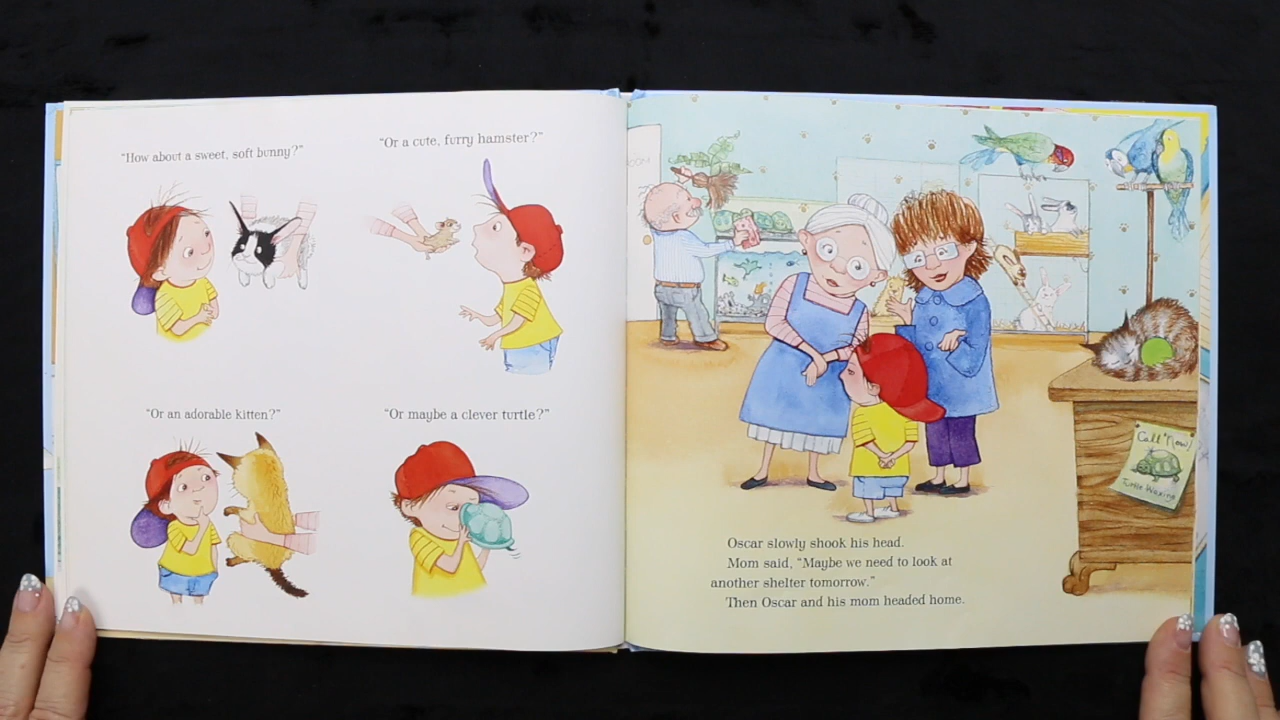 "How about a sweet, soft bunny?"
"Or a cute, furry hamster?"
"Or an adorable kitten?"
"Or maybe a clever turtle?"
OOM
Call Now!
Turtle Waxing
Oscar slowly shook his head.
Mom said, "Maybe we need to look at
another shelter tomorrow."
Then Oscar and his mom headed home.